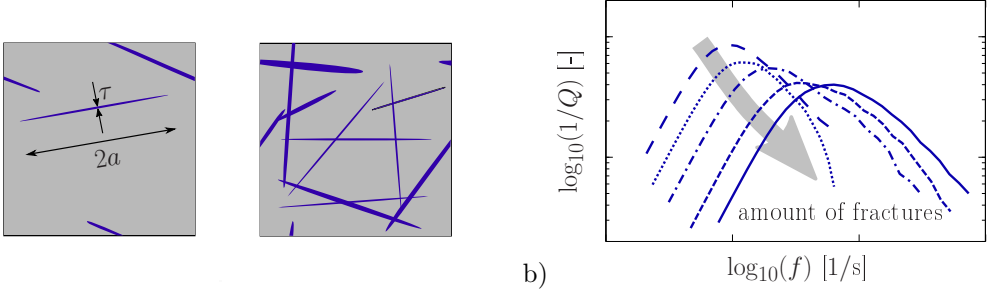 τ
2a
b)
log₁₀(1/Q) [-]
amount of fractures
log₁₀(f) [1/s]